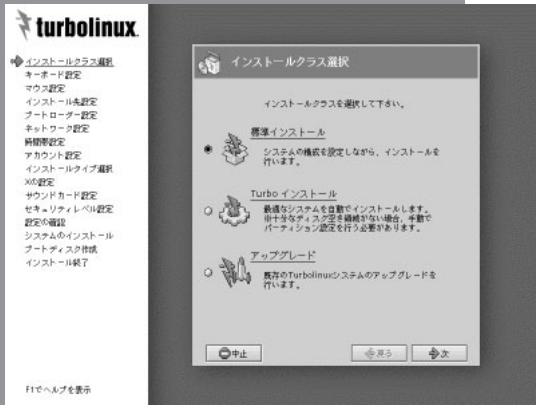 turbolinux
インストールクラス選択
キーボード設定
マウス設定
インストール先設定
ブートローダー設定
ネットワーク設定
時間帯設定
アカウント設定
インストールタイプ選択
Xの設定
サウンドカード設定
セキュリティレベル設定
設定の確認
システムのインストール
ブートディスク作成
インストール終了
F1でヘルプを表示
インストールクラス選択
インストールクラスを選択して下さい。
標準インストール
システムの構成を設定しながら、インストールを
行います。
Turbo インストール
最適なシステムを自動でインストールします。
※十分なディスク空き領域がない場合、手動で
パーティション設定を行う必要があります。
アップグレード
既存のTurbolinuxシステムのアップグレードを
行います。
中止
戻る
次